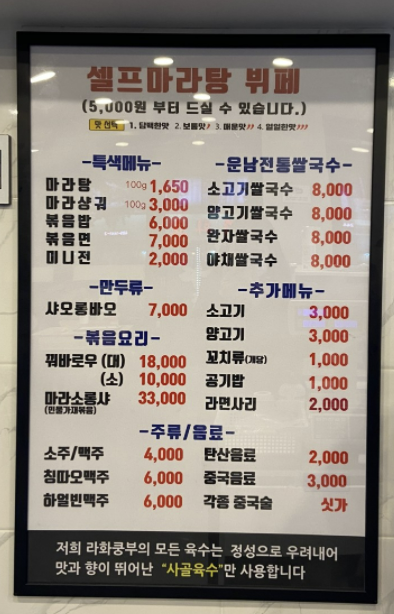 셀프마라탕 뷔페
(5,000원 부터 드실 수 있습니다.)
맛 선택 1. 담백한맛 2. 보통맛 3. 매운맛 4. 얼얼한맛
-특색메뉴-
마라탕 100g 1,650
마라샹궈 100g 3,000
볶음밥 6,000
볶음면 7,000
미니전 2,000
-만두류-
샤오롱바오 7,000
-볶음요리-
꿔바로우 (대) 18,000
(소) 10,000
마라소롱샤 33,000
(민물가재볶음)
-운남전통쌀국수-
소고기쌀국수 8,000
양고기쌀국수 8,000
완자쌀국수 8,000
야채쌀국수 8,000
-추가메뉴-
소고기 3,000
양고기 3,000
꼬치류(개당) 1,000
공기밥 1,000
라면사리 2,000
-주류/음료-
소주/맥주 4,000
칭따오맥주 6,000
하얼빈맥주 6,000
탄산음료 2,000
중국음료 3,000
각종 중국술 싯가
저희 라화쿵부의 모든 육수는 정성으로 우려내어
맛과 향이 뛰어난 "사골육수"만 사용합니다